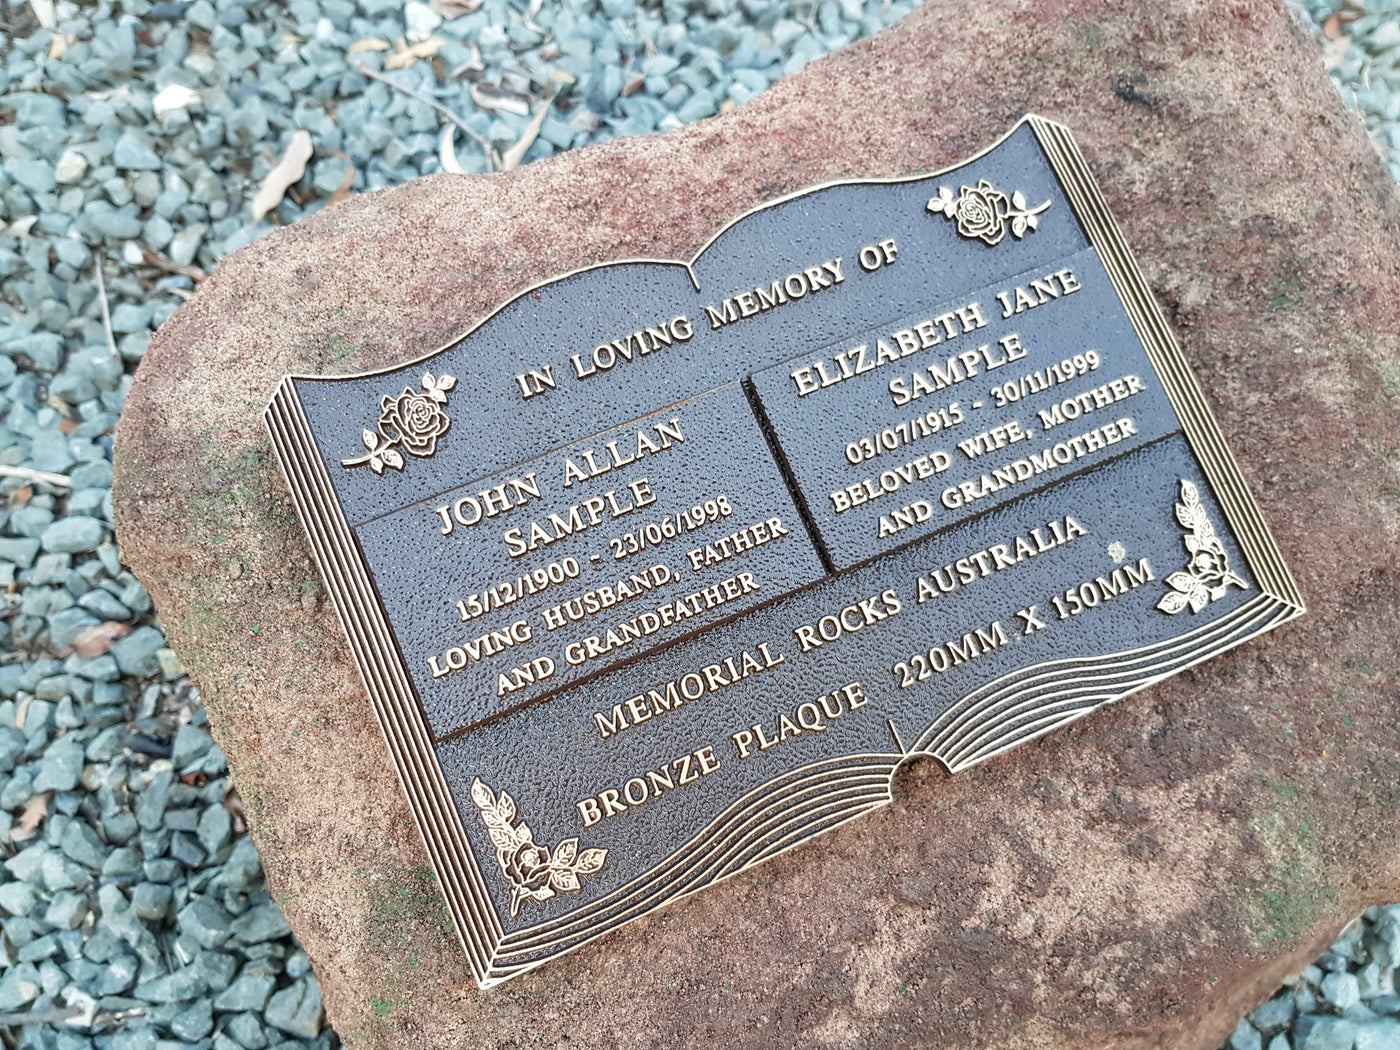 IN LOVING MEMORY OF
JOHN ALLAN
SAMPLE
15/12/1900 - 23/06/1998
LOVING HUSBAND, FATHER
AND GRANDFATHER
ELIZABETH JANE
SAMPLE
03/07/1915 - 30/11/1999
BELOVED WIFE, MOTHER
AND GRANDMOTHER
MEMORIAL ROCKS AUSTRALIA
BRONZE PLAQUE 220MM X 150MM